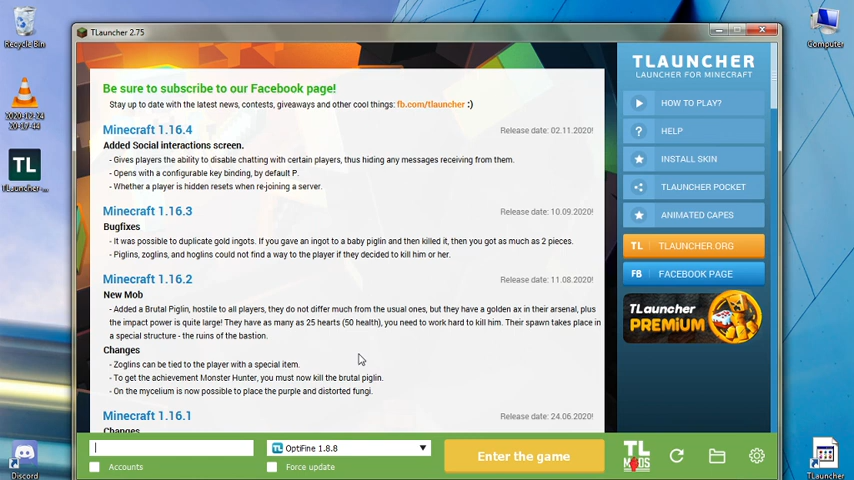 Recycle Bin
2020-12-24
20-17-44
TL
TLauncher-...
Discord
Computer
TLauncher
TLauncher 2.75
Be sure to subscribe to our Facebook page!
Stay up to date with the latest news, contests, giveaways and other cool things: fb.com/tlauncher :)
Minecraft 1.16.4
Release date: 02.11.2020!
Added Social interactions screen.
- Gives players the ability to disable chatting with certain players, thus hiding any messages receiving from them.
- Opens with a configurable key binding, by default P.
- Whether a player is hidden resets when re-joining a server.
Minecraft 1.16.3
Release date: 10.09.2020!
Bugfixes
- It was possible to duplicate gold ingots. If you gave an ingot to a baby piglin and then killed it, then you got as much as 2 pieces.
- Piglins, zoglins, and hoglins could not find a way to the player if they decided to kill him or her.
Minecraft 1.16.2
Release date: 11.08.2020!
New Mob
- Added a Brutal Piglin, hostile to all players, they do not differ much from the usual ones, but they have a golden ax in their arsenal, plus
the impact power is quite large! They have as many as 25 hearts (50 health), you need to work hard to kill him. Their spawn takes place in
a special structure - the ruins of the bastion.
Changes
- Zoglins can be tied to the player with a special item.
- To get the achievement Monster Hunter, you must now kill the brutal piglin.
- On the mycelium is now possible to place the purple and distorted fungi.
Minecraft 1.16.1
Release date: 24.06.2020!
Changes
TLAUNCHER
LAUNCHER FOR MINECRAFT
HOW TO PLAY?
? HELP
INSTALL SKIN
TLAUNCHER POCKET
ANIMATED CAPES
TL TLAUNCHER.ORG
FB FACEBOOK PAGE
TLauncher
PREMIUM
OptiFine 1.8.8
Enter the game
TL
MODS
Accounts
Force update